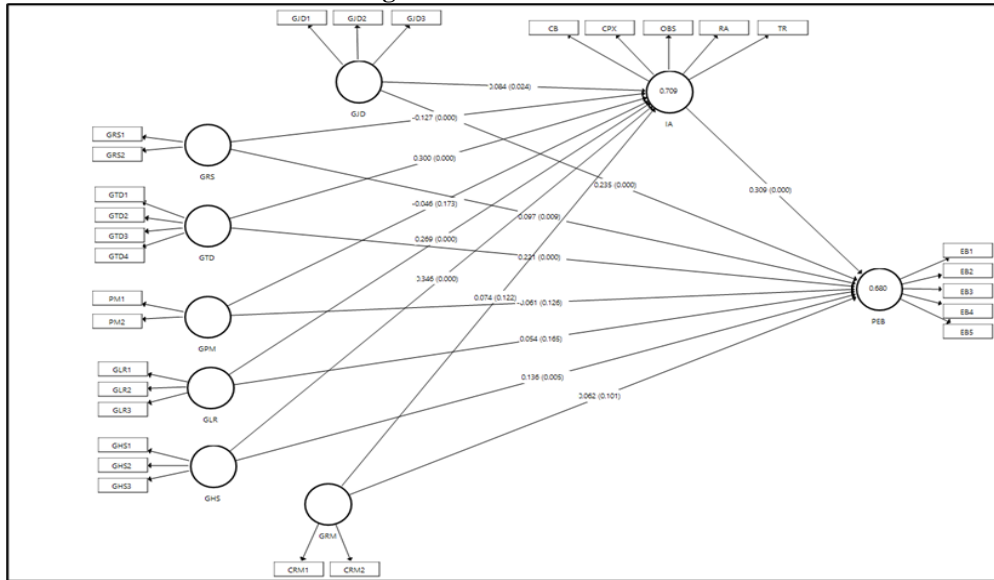 GJD1 GJD2 GJD3
CB CPX OBS RA TR
GJD
0.084 (0.024)
0.709
IA
GRS1
GRS2
GRS
-0.127 (0.000)
0.300 (0.000)
0.235 (0.000)
0.309 (0.000)
GTD1
GTD2
GTD3
GTD4
GTD
-0.046 (0.173)
0.097 (0.009)
0.269 (0.000)
0.221 (0.000)
0.346 (0.000)
EB1
EB2
EB3
EB4
EB5
0.680
PEB
PM1
PM2
GPM
0.074 (0.122)
-0.061 (0.126)
0.054 (0.165)
GLR1
GLR2
GLR3
GLR
0.136 (0.005)
0.062 (0.101)
GHS1
GHS2
GHS3
GHS
GRM
CRM1 CRM2